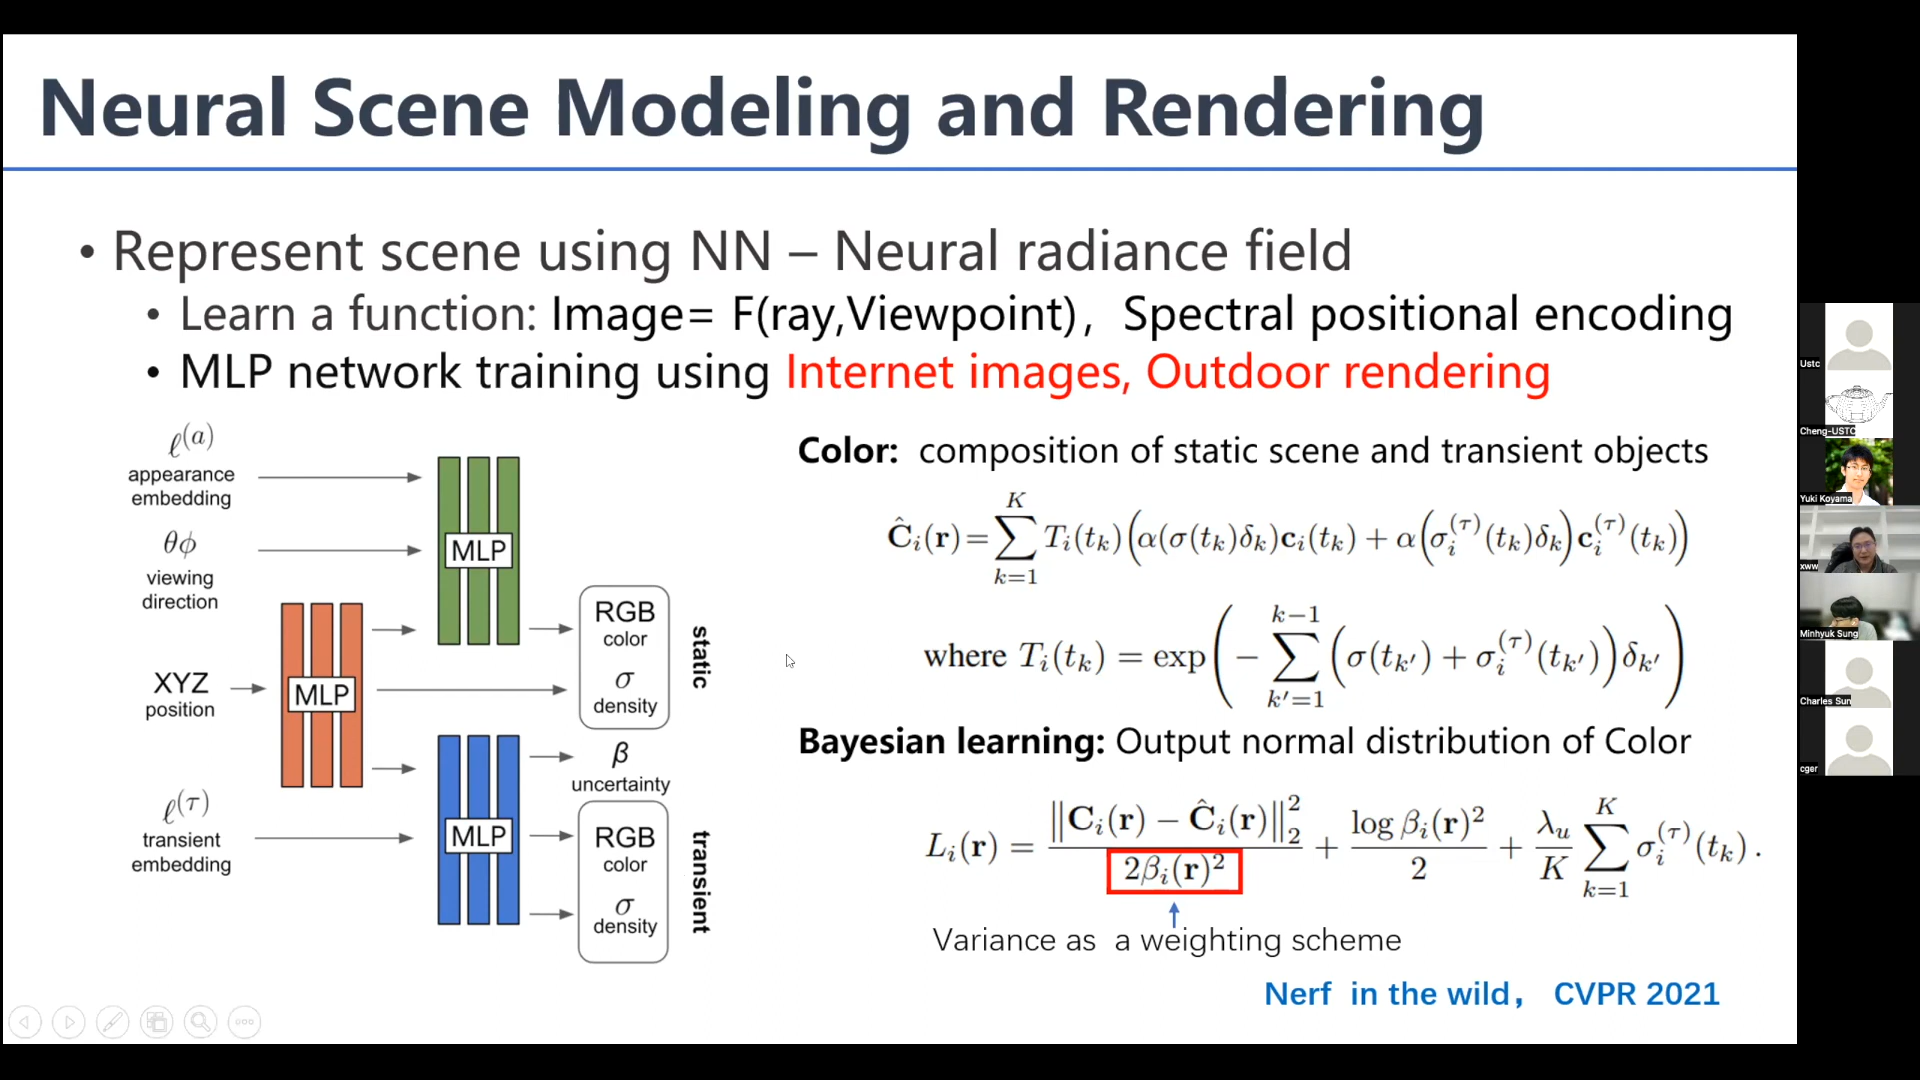 Neural Scene Modeling and Rendering
• Represent scene using NN – Neural radiance field
• Learn a function: Image= F(ray,Viewpoint)，Spectral positional encoding
• MLP network training using Internet images, Outdoor rendering
ℓ(a)
appearance
embedding
θϕ
viewing
direction
XYZ
position
ℓ(τ)
transient
embedding
MLP
MLP
MLP
RGB
color
σ
density
static
β
uncertainty
RGB
color
σ
density
transient
Color: composition of static scene and transient objects
Ĉᵢ(r)=∑_{k=1}^{K} Tᵢ(tₖ)(α(σ(tₖ)δₖ)cᵢ(tₖ) + α(σᵢ^(τ)(tₖ)δₖ)cᵢ^(τ)(tₖ))
where Tᵢ(tₖ) = exp(−∑_{k′=1}^{k−1}(σ(tₖ′) + σᵢ^(τ)(tₖ′))δₖ′)
Bayesian learning: Output normal distribution of Color
Lᵢ(r) = ‖Cᵢ(r) − Ĉᵢ(r)‖₂² / 2βᵢ(r)² + log βᵢ(r)² / 2 + λᵤ/K ∑_{k=1}^{K} σᵢ^(τ)(tₖ).
Variance as a weighting scheme
Nerf in the wild， CVPR 2021
Ustc
Cheng-USTC
Yuki Koyama
xww
Minhyuk Sung
Charles Sun
cger